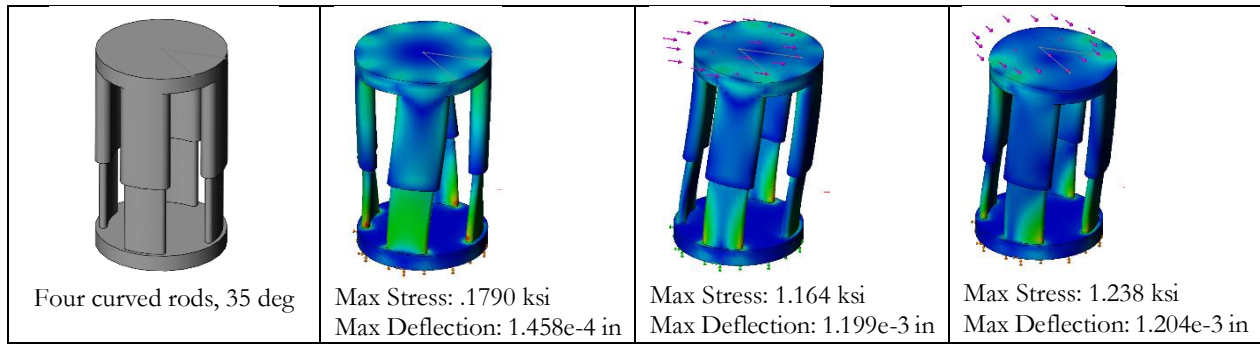 Four curved rods, 35 deg
Max Stress: .1790 ksi
Max Deflection: 1.458e-4 in
Max Stress: 1.164 ksi
Max Deflection: 1.199e-3 in
Max Stress: 1.238 ksi
Max Deflection: 1.204e-3 in